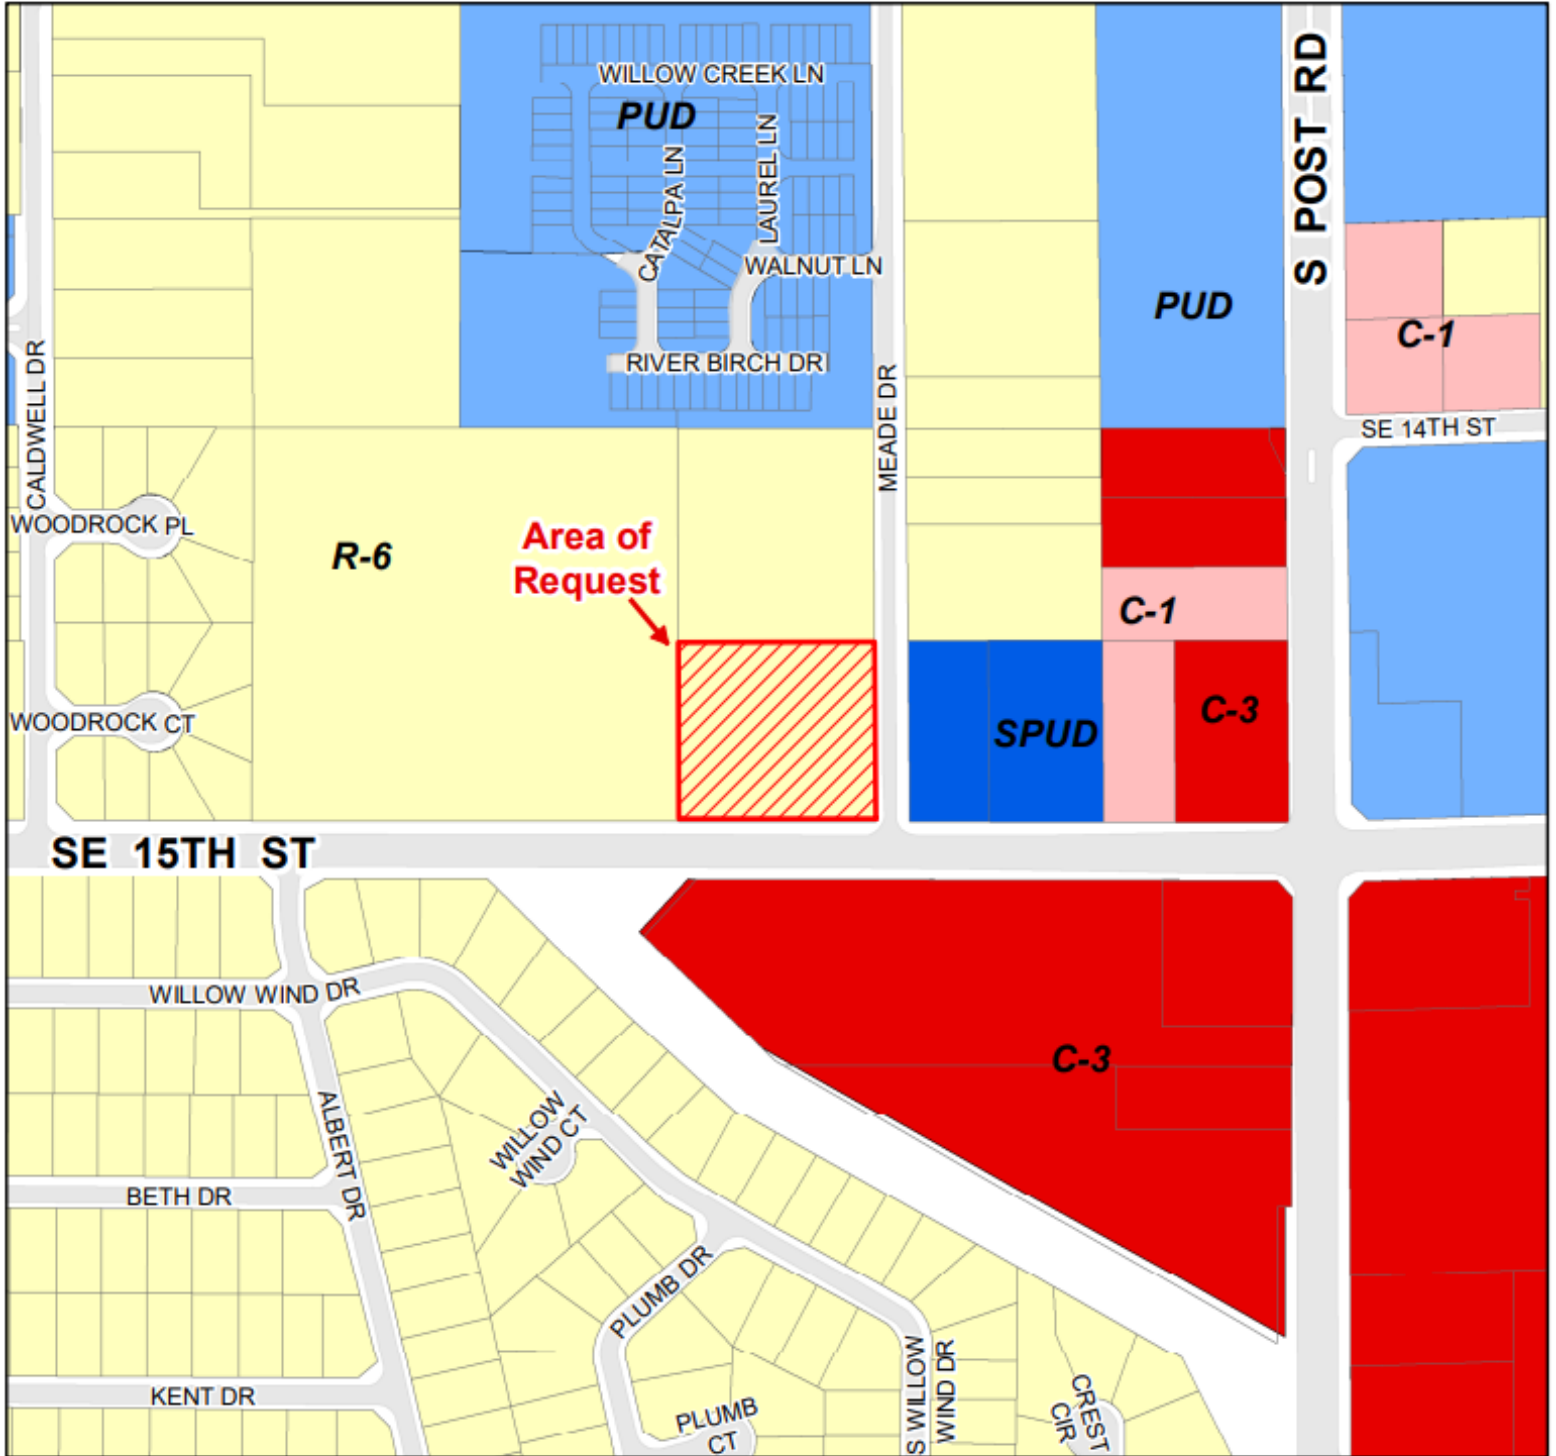 WILLOW CREEK LN
PUD
S POST RD
CATALPA LN
LAUREL LN
WALNUT LN
PUD
C-1
RIVER BIRCH DR
CALDWELL DR
MEADE DR
SE 14TH ST
WOODROCK PL
R-6
Area of
Request
C-1
WOODROCK CT
SPUD
C-3
SE 15TH ST
WILLOW WIND DR
C-3
ALBERT DR
WILLOW
WIND CT
BETH DR
PLUMB DR
S WILLOW
WIND DR
KENT DR
PLUMB
CT
CREST
CIR